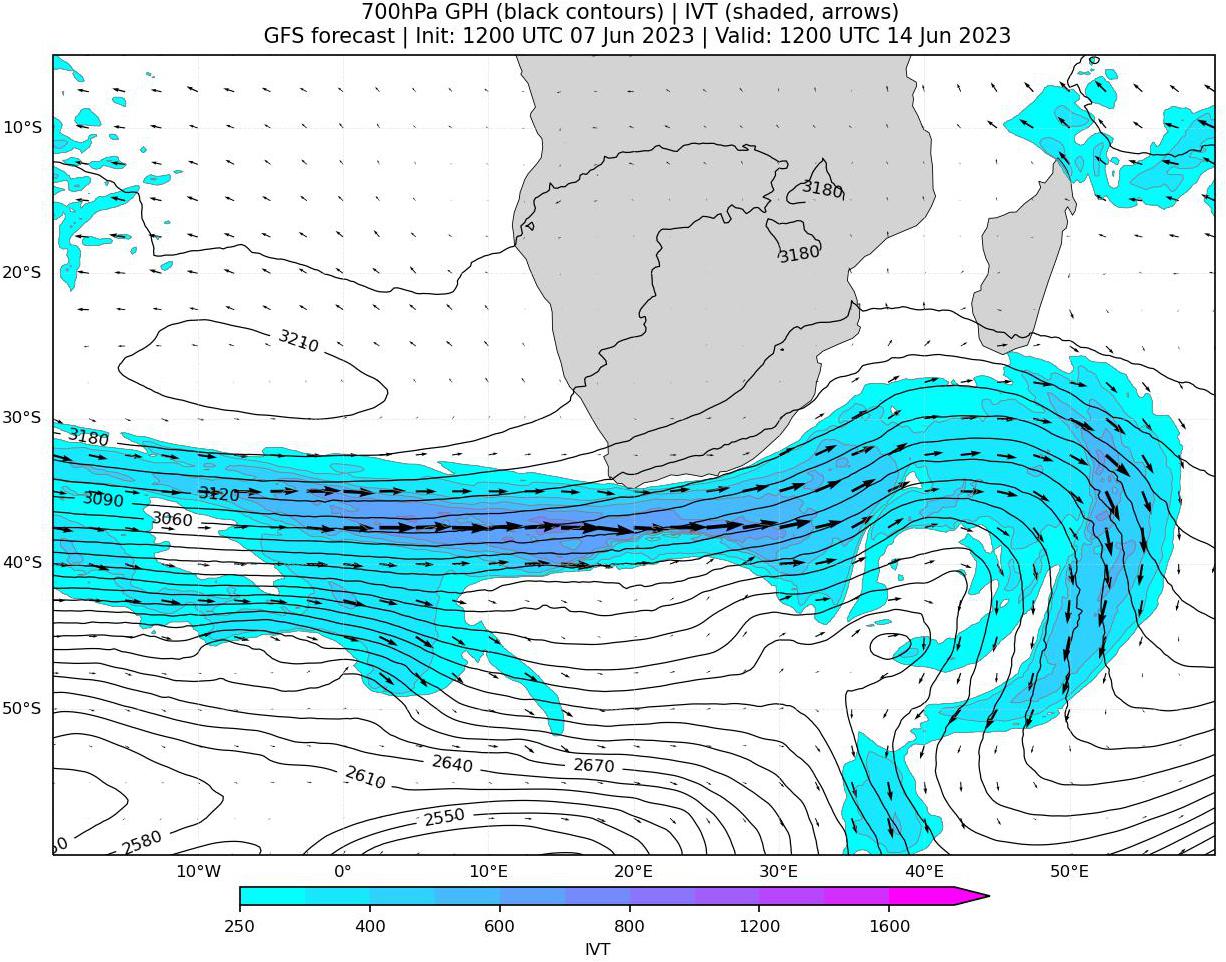 700hPa GPH (black contours) | IVT (shaded, arrows)
GFS forecast | Init: 1200 UTC 07 Jun 2023 | Valid: 1200 UTC 14 Jun 2023
10°S
3180
3180
20°S
3210
30°S
3180
3090
3120
3060
40°S
50°S
2640
2670
2610
2550
2580
10°W
0°
10°E
20°E
30°E
40°E
50°E
250
400
600
800
1200
1600
IVT